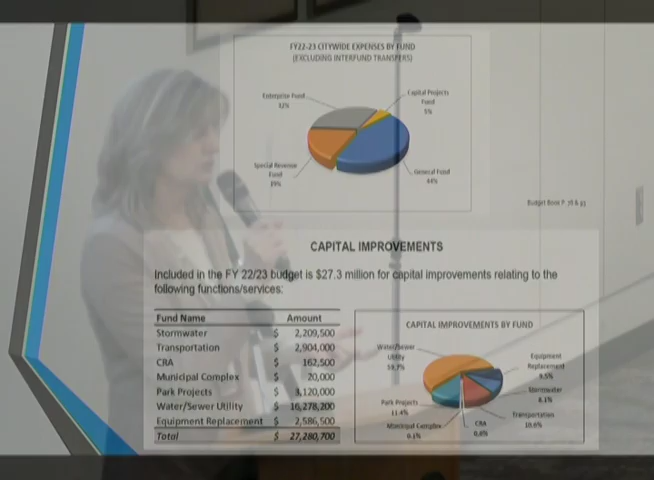 FY22-23 CITYWIDE EXPENSES BY FUND
(EXCLUDING INTERFUND TRANSFERS)
Enterprise Fund
32%
Capital Projects
Fund
5%
Special Revenue
Fund
19%
General Fund
44%
Budget Book P.
CAPITAL IMPROVEMENTS
Included in the FY 22/23 budget is $27.3 million for capital improvements relating to the
following functions/services:
Fund Name Amount
Stormwater $ 2,209,500
Transportation $ 2,904,000
CRA $ 162,500
Municipal Complex $ 20,000
Park Projects $ 3,120,000
Water/Sewer Utility $ 16,278,200
Equipment Replacement $ 2,586,500
Total $ 27,280,700
CAPITAL IMPROVEMENTS BY FUND
Water/Sewer
Utility
59.7%
Equipment
Replacement
9.5%
Stormwater
8.1%
Transportation
10.6%
CRA
0.6%
Municipal Complex
0.1%
Park Projects
11.4%